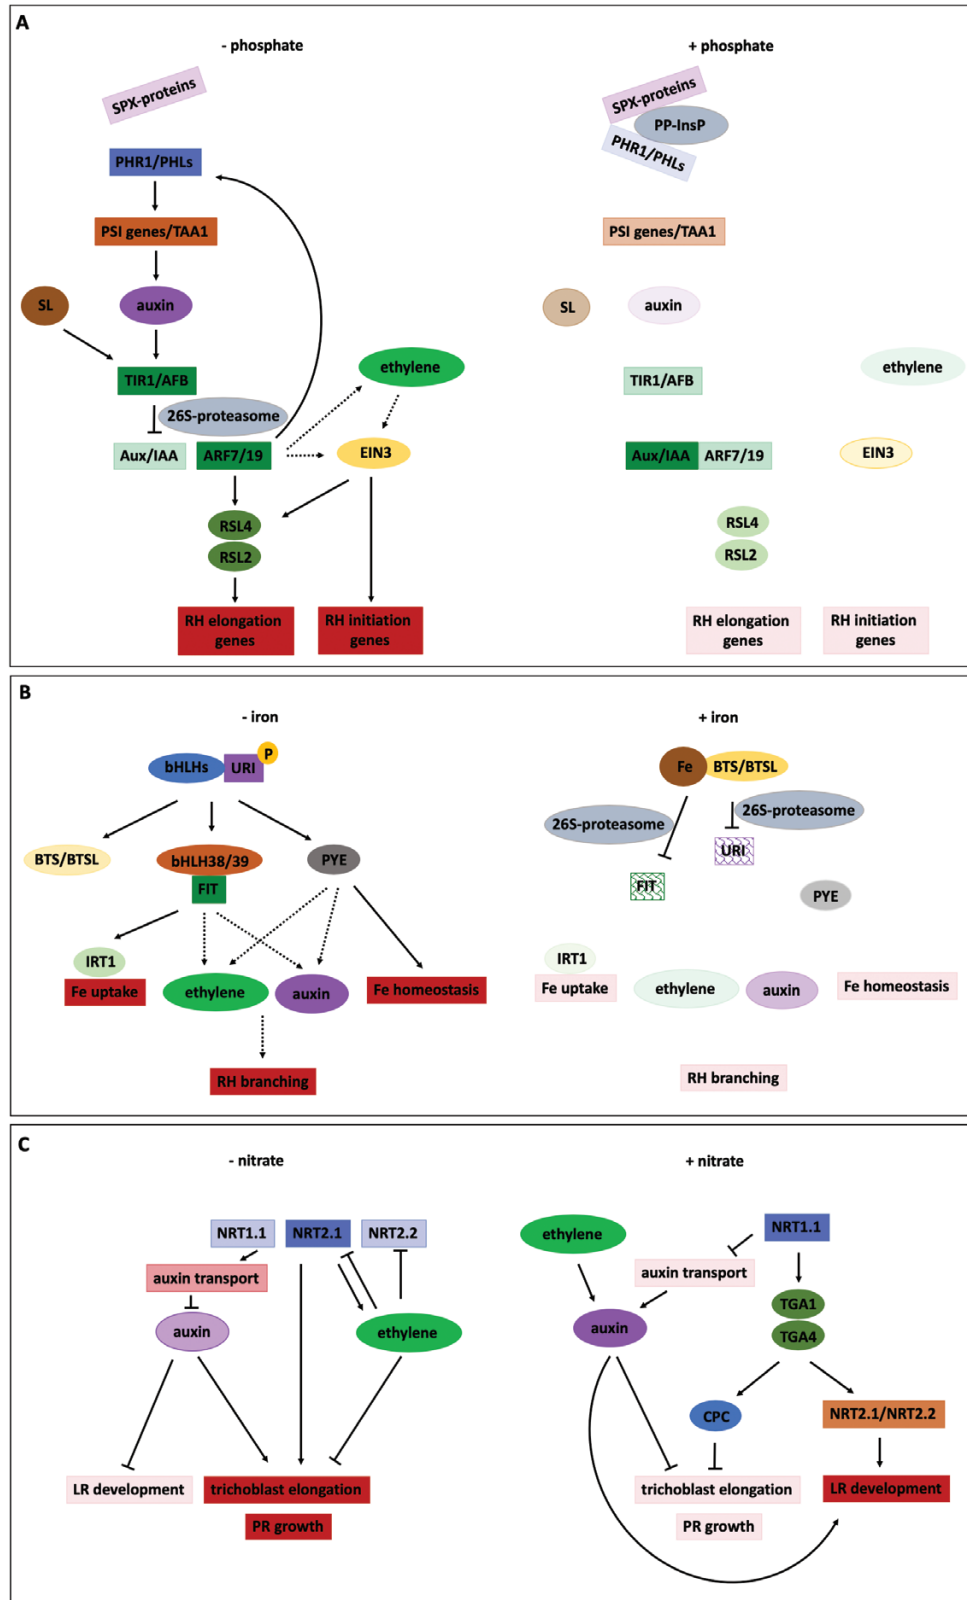 A
- phosphate
+ phosphate
SPX-proteins
PHR1/PHLs
PSI genes/TAA1
SL
auxin
TIR1/AFB
26S-proteasome
Aux/IAA
ARF7/19
ethylene
EIN3
RSL4
RSL2
RH elongation
genes
RH initiation
genes
SPX-proteins
PP-InsP
PHR1/PHLs
PSI genes/TAA1
SL
auxin
TIR1/AFB
ethylene
Aux/IAA
ARF7/19
EIN3
RSL4
RSL2
RH elongation
genes
RH initiation
genes
B
- iron
+ iron
bHLHs
URI
P
BTS/BTSL
bHLH38/39
FIT
PYE
IRT1
Fe uptake
ethylene
auxin
Fe homeostasis
RH branching
Fe
BTS/BTSL
26S-proteasome
26S-proteasome
URI
FIT
PYE
IRT1
Fe uptake
ethylene
auxin
Fe homeostasis
RH branching
C
- nitrate
+ nitrate
NRT1.1
NRT2.1
NRT2.2
auxin transport
auxin
ethylene
LR development
trichoblast elongation
PR growth
ethylene
NRT1.1
auxin transport
auxin
TGA1
TGA4
CPC
NRT2.1/NRT2.2
trichoblast elongation
LR development
PR growth